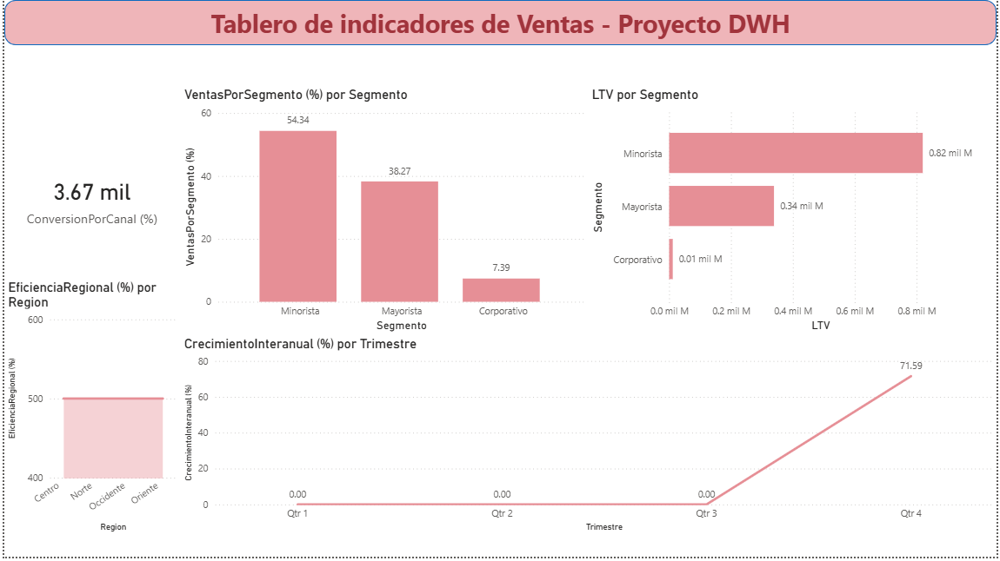 Tablero de indicadores de Ventas - Proyecto DWH
3.67 mil
ConversionPorCanal (%)
VentasPorSegmento (%) por Segmento
VentasPorSegmento (%)
60
40
20
0
54.34
38.27
7.39
Minorista
Mayorista
Corporativo
Segmento
LTV por Segmento
Segmento
Minorista
0.82 mil M
Mayorista
0.34 mil M
Corporativo
0.01 mil M
0.0 mil M
0.2 mil M
0.4 mil M
0.6 mil M
0.8 mil M
LTV
EficienciaRegional (%) por
Region
EficienciaRegional (%)
600
500
400
Centro
Norte
Occidente
Oriente
Region
CrecimientoInteranual (%) por Trimestre
CrecimientoInteranual (%)
80
60
40
20
0
0.00
0.00
0.00
71.59
Qtr 1
Qtr 2
Qtr 3
Qtr 4
Trimestre